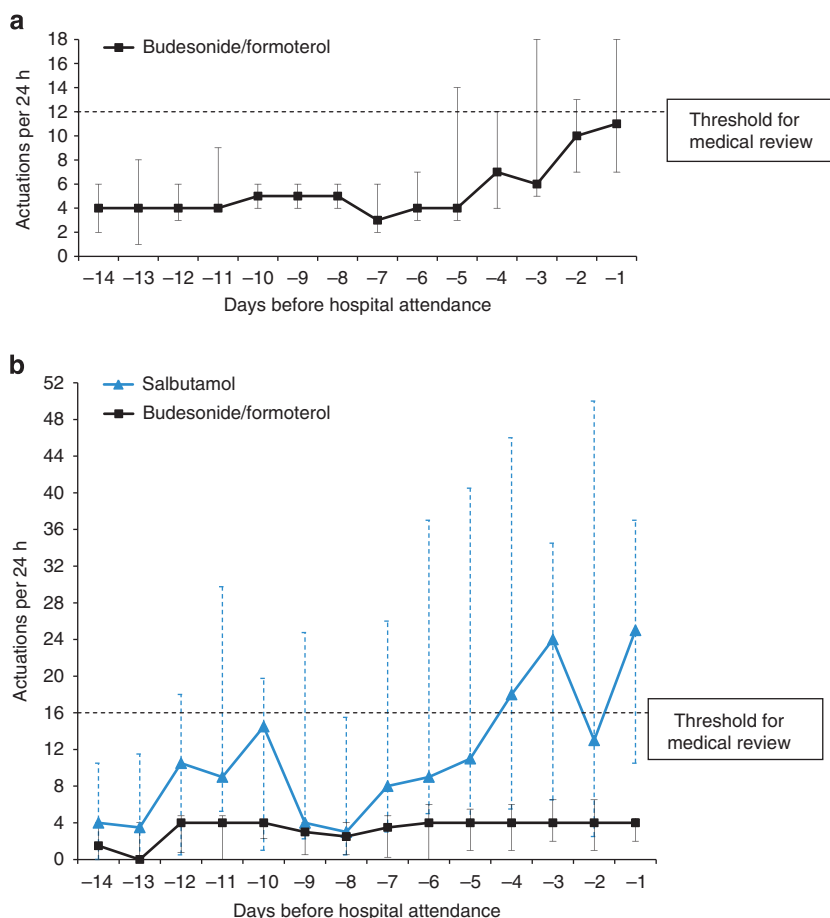 a
Budesonide/formoterol
18
16
14
12
10
8
6
4
2
0
Actuations per 24 h
Threshold for
medical review
–14 –13 –12 –11 –10 –9 –8 –7 –6 –5 –4 –3 –2 –1
Days before hospital attendance
b
Salbutamol
Budesonide/formoterol
52
48
44
40
36
32
28
24
20
16
12
8
4
0
Actuations per 24 h
Threshold for
medical review
–14 –13 –12 –11 –10 –9 –8 –7 –6 –5 –4 –3 –2 –1
Days before hospital attendance